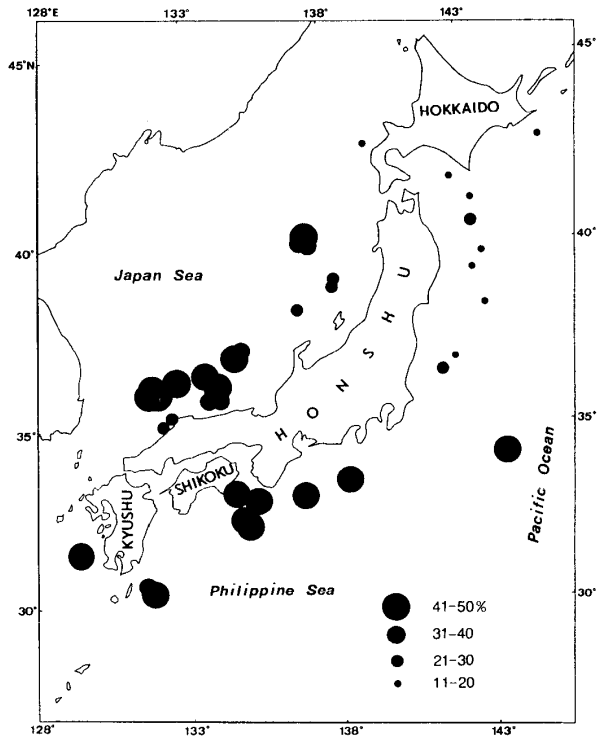 128°E 133° 138° 143°
45°
45°N
HOKKAIDO
40°
40°
Japan Sea
HONSHU
35°
35°
SHIKOKU
KYUSHU
Pacific Ocean
Philippine Sea
30°
30°
41-50%
31-40
21-30
11-20
128° 133° 138° 143°